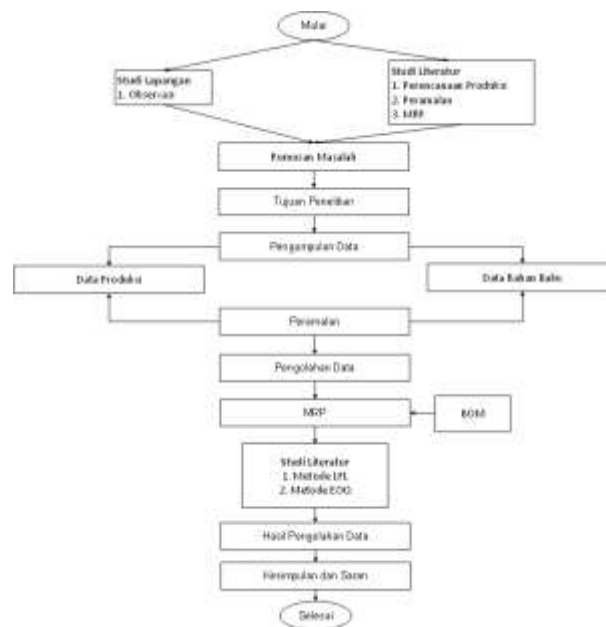 Mulai
Studi Lapangan
1. Observasi
Studi Literatur
1. Perencanaan Produksi
2. Peramalan
3. MRP
Rumusan Masalah
Tujuan Penelitian
Pengumpulan Data
Data Produksi
Data Bahan Baku
Peramalan
Pengolahan Data
MRP
BOM
Studi Literatur
1. Metode LFL
2. Metode EOQ
Hasil Pengolahan Data
Kesimpulan dan Saran
Selesai